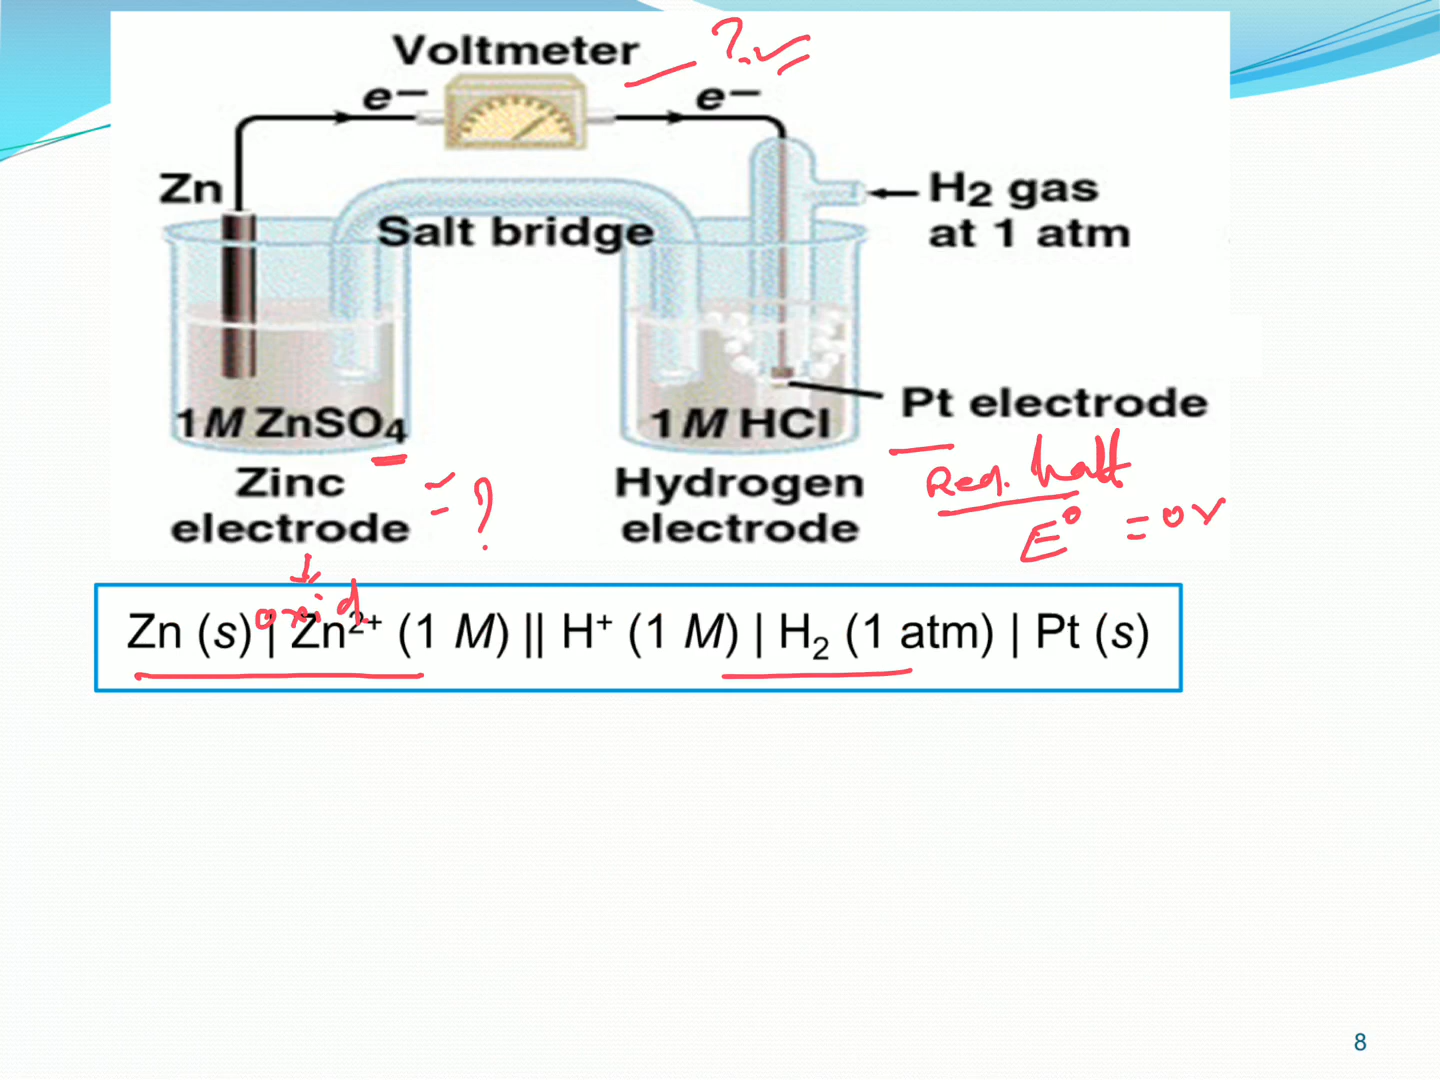 Voltmeter
?
e–
e–
Zn
Salt bridge
H₂ gas
at 1 atm
1 M ZnSO₄
1 M HCl
Pt electrode
Red. half
E° = 0 V
Zinc
electrode
= ?
Hydrogen
electrode
oxid
Zn (s) | Zn²⁺ (1 M) || H⁺ (1 M) | H₂ (1 atm) | Pt (s)
8